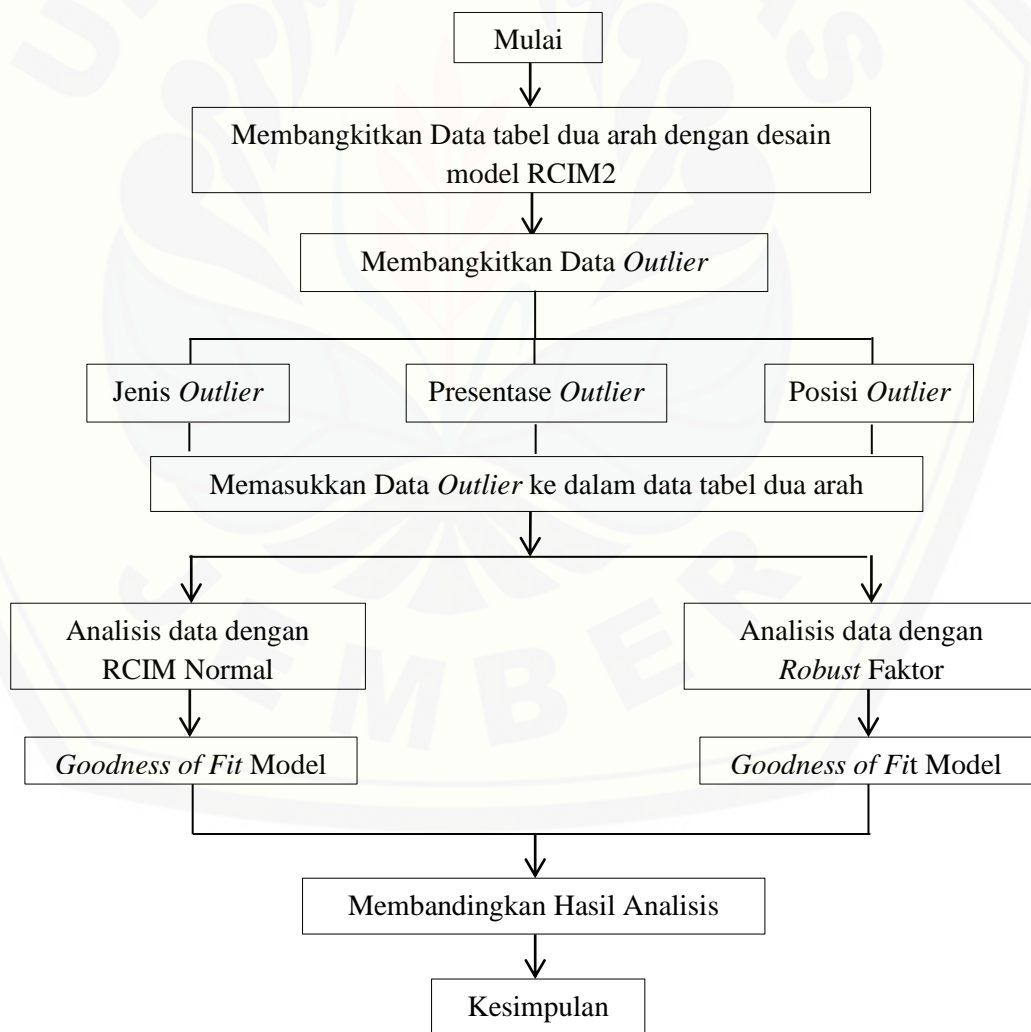 Mulai
Membangkitkan Data tabel dua arah dengan desain
model RCIM2
Membangkitkan Data Outlier
Jenis Outlier
Presentase Outlier
Posisi Outlier
Memasukkan Data Outlier ke dalam data tabel dua arah
Analisis data dengan
RCIM Normal
Analisis data dengan
Robust Faktor
Goodness of Fit Model
Goodness of Fit Model
Membandingkan Hasil Analisis
Kesimpulan
JEMBER